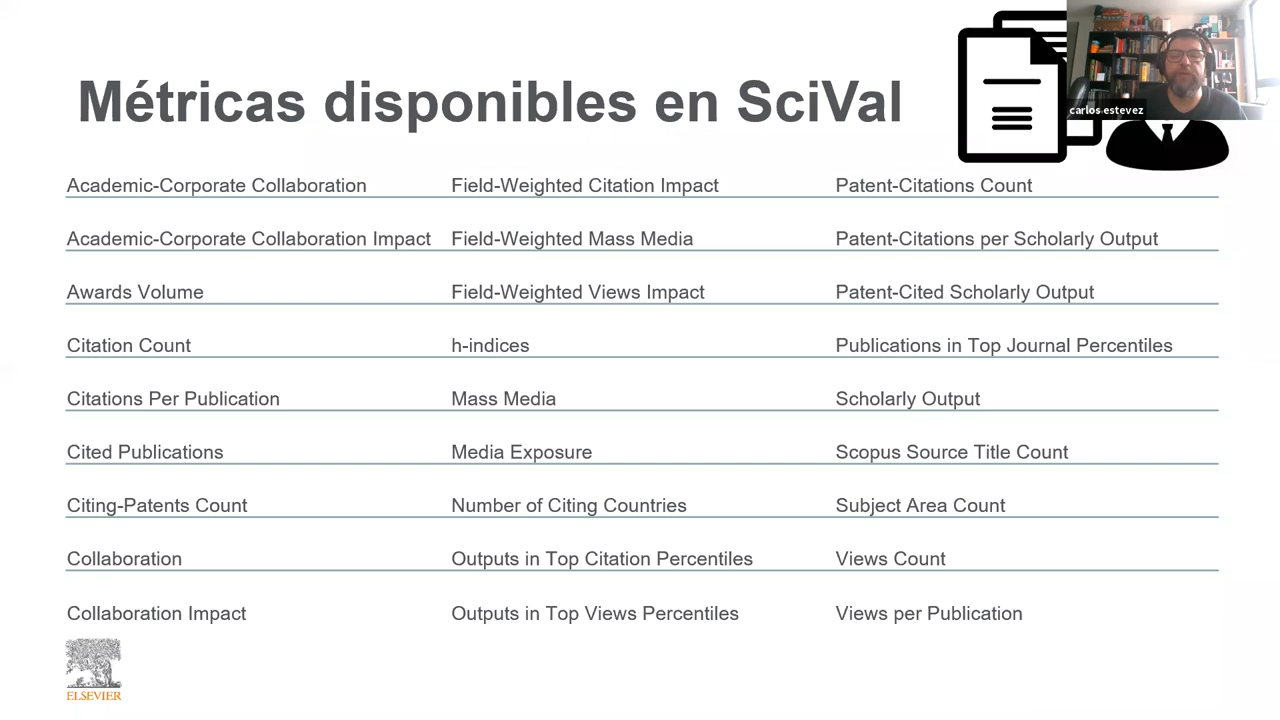 Métricas disponibles en SciVal
carlos estevez
Academic-Corporate Collaboration
Field-Weighted Citation Impact
Patent-Citations Count
Academic-Corporate Collaboration Impact
Field-Weighted Mass Media
Patent-Citations per Scholarly Output
Awards Volume
Field-Weighted Views Impact
Patent-Cited Scholarly Output
Citation Count
h-indices
Publications in Top Journal Percentiles
Citations Per Publication
Mass Media
Scholarly Output
Cited Publications
Media Exposure
Scopus Source Title Count
Citing-Patents Count
Number of Citing Countries
Subject Area Count
Collaboration
Outputs in Top Citation Percentiles
Views Count
Collaboration Impact
Outputs in Top Views Percentiles
Views per Publication
ELSEVIER